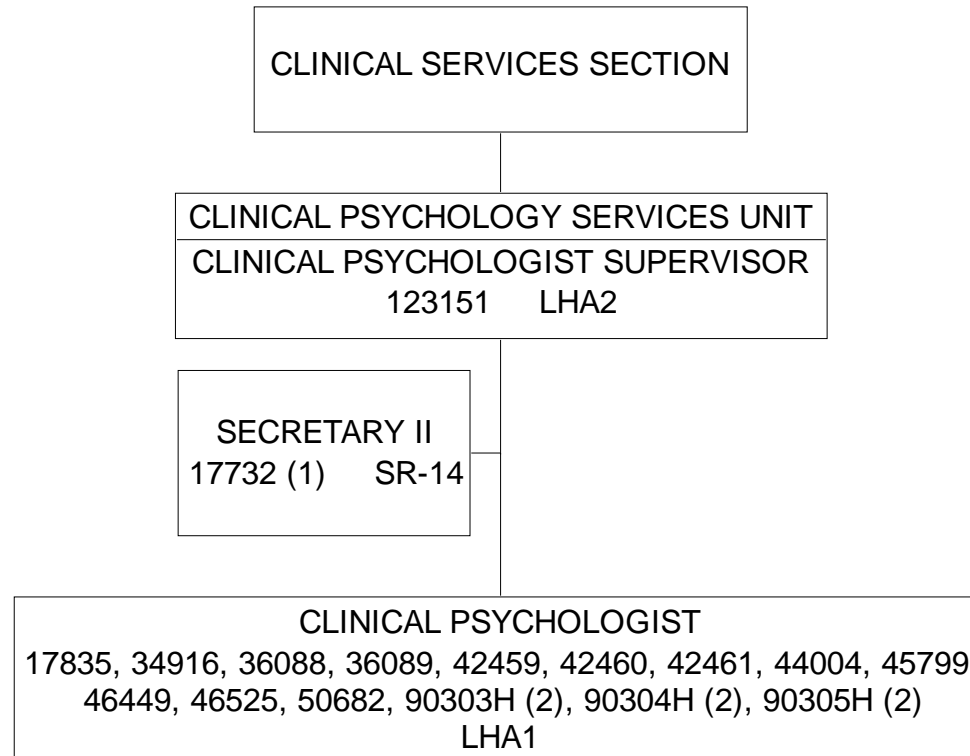 CLINICAL SERVICES SECTION
CLINICAL PSYCHOLOGY SERVICES UNIT
CLINICAL PSYCHOLOGIST SUPERVISOR
123151 LHA2
SECRETARY II
17732 (1) SR-14
CLINICAL PSYCHOLOGIST
17835, 34916, 36088, 36089, 42459, 42460, 42461, 44004, 45799
46449, 46525, 50682, 90303H (2), 90304H (2), 90305H (2)
LHA1